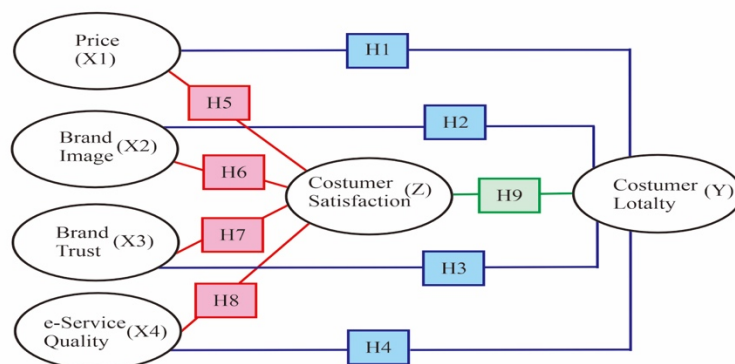 Price
(X1)
H1
H5
Brand
Image (X2)
H2
H6
Costumer (Z)
Satisfaction
H9
Costumer (Y)
Lotalty
Brand
Trust (X3)
H7
H3
H8
e-Service
Quality (X4)
H4